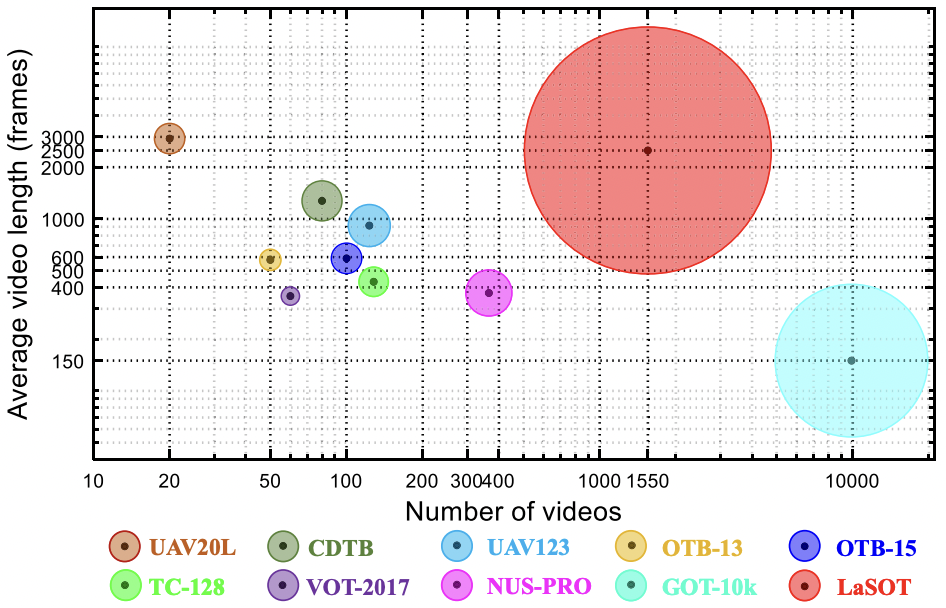 Average video length (frames)
3000
2500
2000
1000
600
500
400
150
10 20 50 100 200 300 400 1000 1550 10000
Number of videos
UAV20L CDTB UAV123 OTB-13 OTB-15
TC-128 VOT-2017 NUS-PRO GOT-10k LaSOT